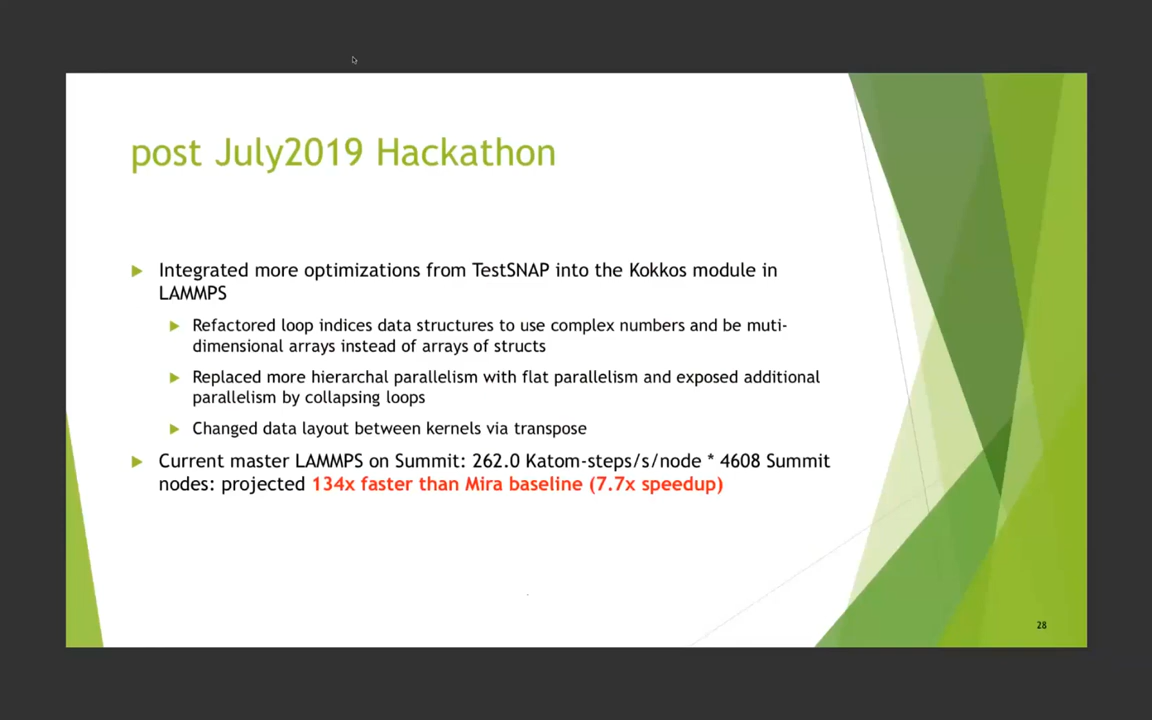 post July2019 Hackathon
Integrated more optimizations from TestSNAP into the Kokkos module in
LAMMPS
Refactored loop indices data structures to use complex numbers and be muti-
dimensional arrays instead of arrays of structs
Replaced more hierarchal parallelism with flat parallelism and exposed additional
parallelism by collapsing loops
Changed data layout between kernels via transpose
Current master LAMMPS on Summit: 262.0 Katom-steps/s/node * 4608 Summit
nodes: projected 134x faster than Mira baseline (7.7x speedup)
28